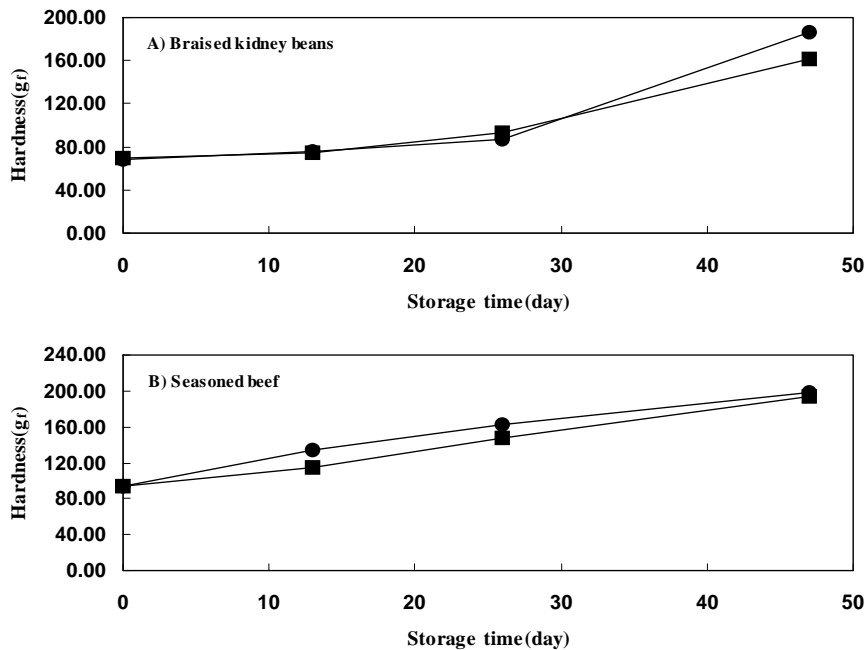 200.00
A) Braised kidney beans
160.00
120.00
80.00
40.00
0.00
Hardness(gf)
0 10 20 30 40 50
Storage time(day)
240.00
B) Seasoned beef
200.00
160.00
120.00
80.00
40.00
0.00
Hardness(gf)
0 10 20 30 40 50
Storage time(day)